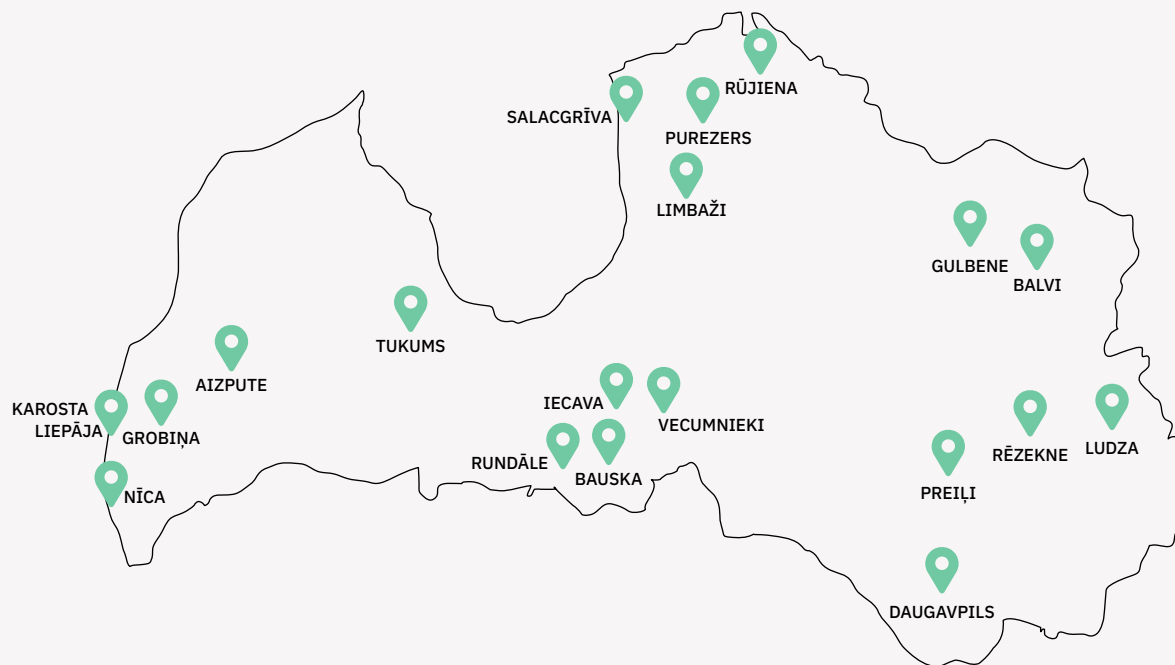 RŪJIENA
SALACGRĪVA
PUREZERS
LIMBAŽI
GULBENE
BALVI
TUKUMS
AIZPUTE
KAROSTA
LIEPĀJA
GROBIŅA
IECAVA
VECUMNIEKI
RUNDĀLE
BAUSKA
RĒZEKNE
LUDZA
PREIĻI
NĪCA
DAUGAVPILS